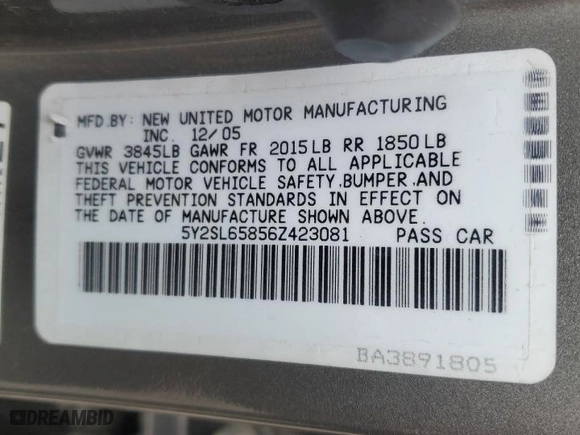 MFD.BY: NEW UNITED MOTOR MANUFACTURING
INC. 12/05
GVWR 3845LB GAWR FR 2015LB RR 1850LB
THIS VEHICLE CONFORMS TO ALL APPLICABLE
FEDERAL MOTOR VEHICLE SAFETY,BUMPER,AND
THEFT PREVENTION STANDARDS IN EFFECT ON
THE DATE OF MANUFACTURE SHOWN ABOVE.
5Y2SL65856Z423081 PASS CAR
BA3891805
DREAMBID